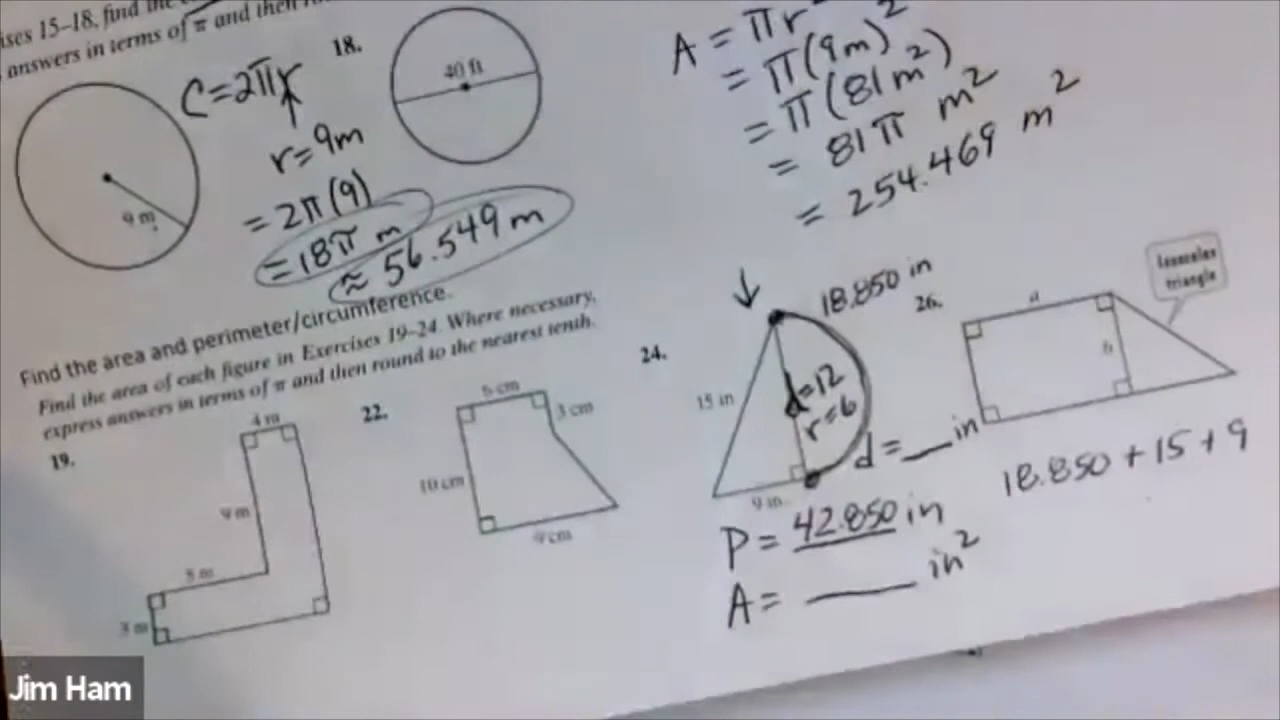 15–18, find the
answers in terms of π and then
C=2πr
r=9m
=2π(9)
=18π m
≈ 56.549 m
9 m
18.
40 ft
A = πr²
= π(9m)²
= π(81m²)
= 81π m²
= 254.469 m²
Find the area and perimeter/circumference.
Find the area of each figure in Exercises 19–24. Where necessary,
express answers in terms of π and then round to the nearest tenth.
19.
4 m
9 m
5 m
3 m
22.
6 cm
3 cm
10 cm
9 cm
24.
18.850 in
15 in
d=12
r=6
9 in.
d = __ in
P = 42.850 in
A = ____ in²
18.850 + 15 + 9
26.
a
b
Isosceles
triangle
Jim Ham